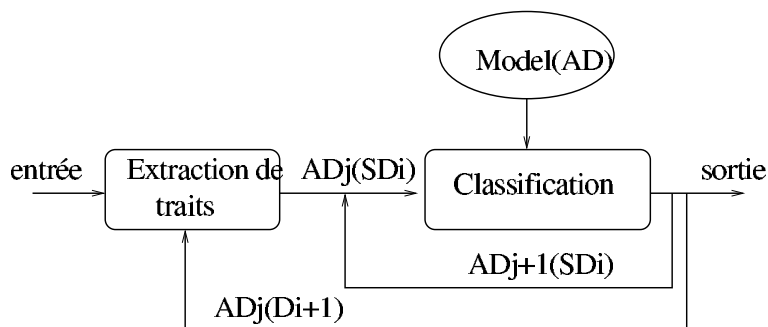 Model(AD)
entrée
Extraction de
traits
ADj(SDi)
Classification
sortie
ADj+1(SDi)
ADj(Di+1)